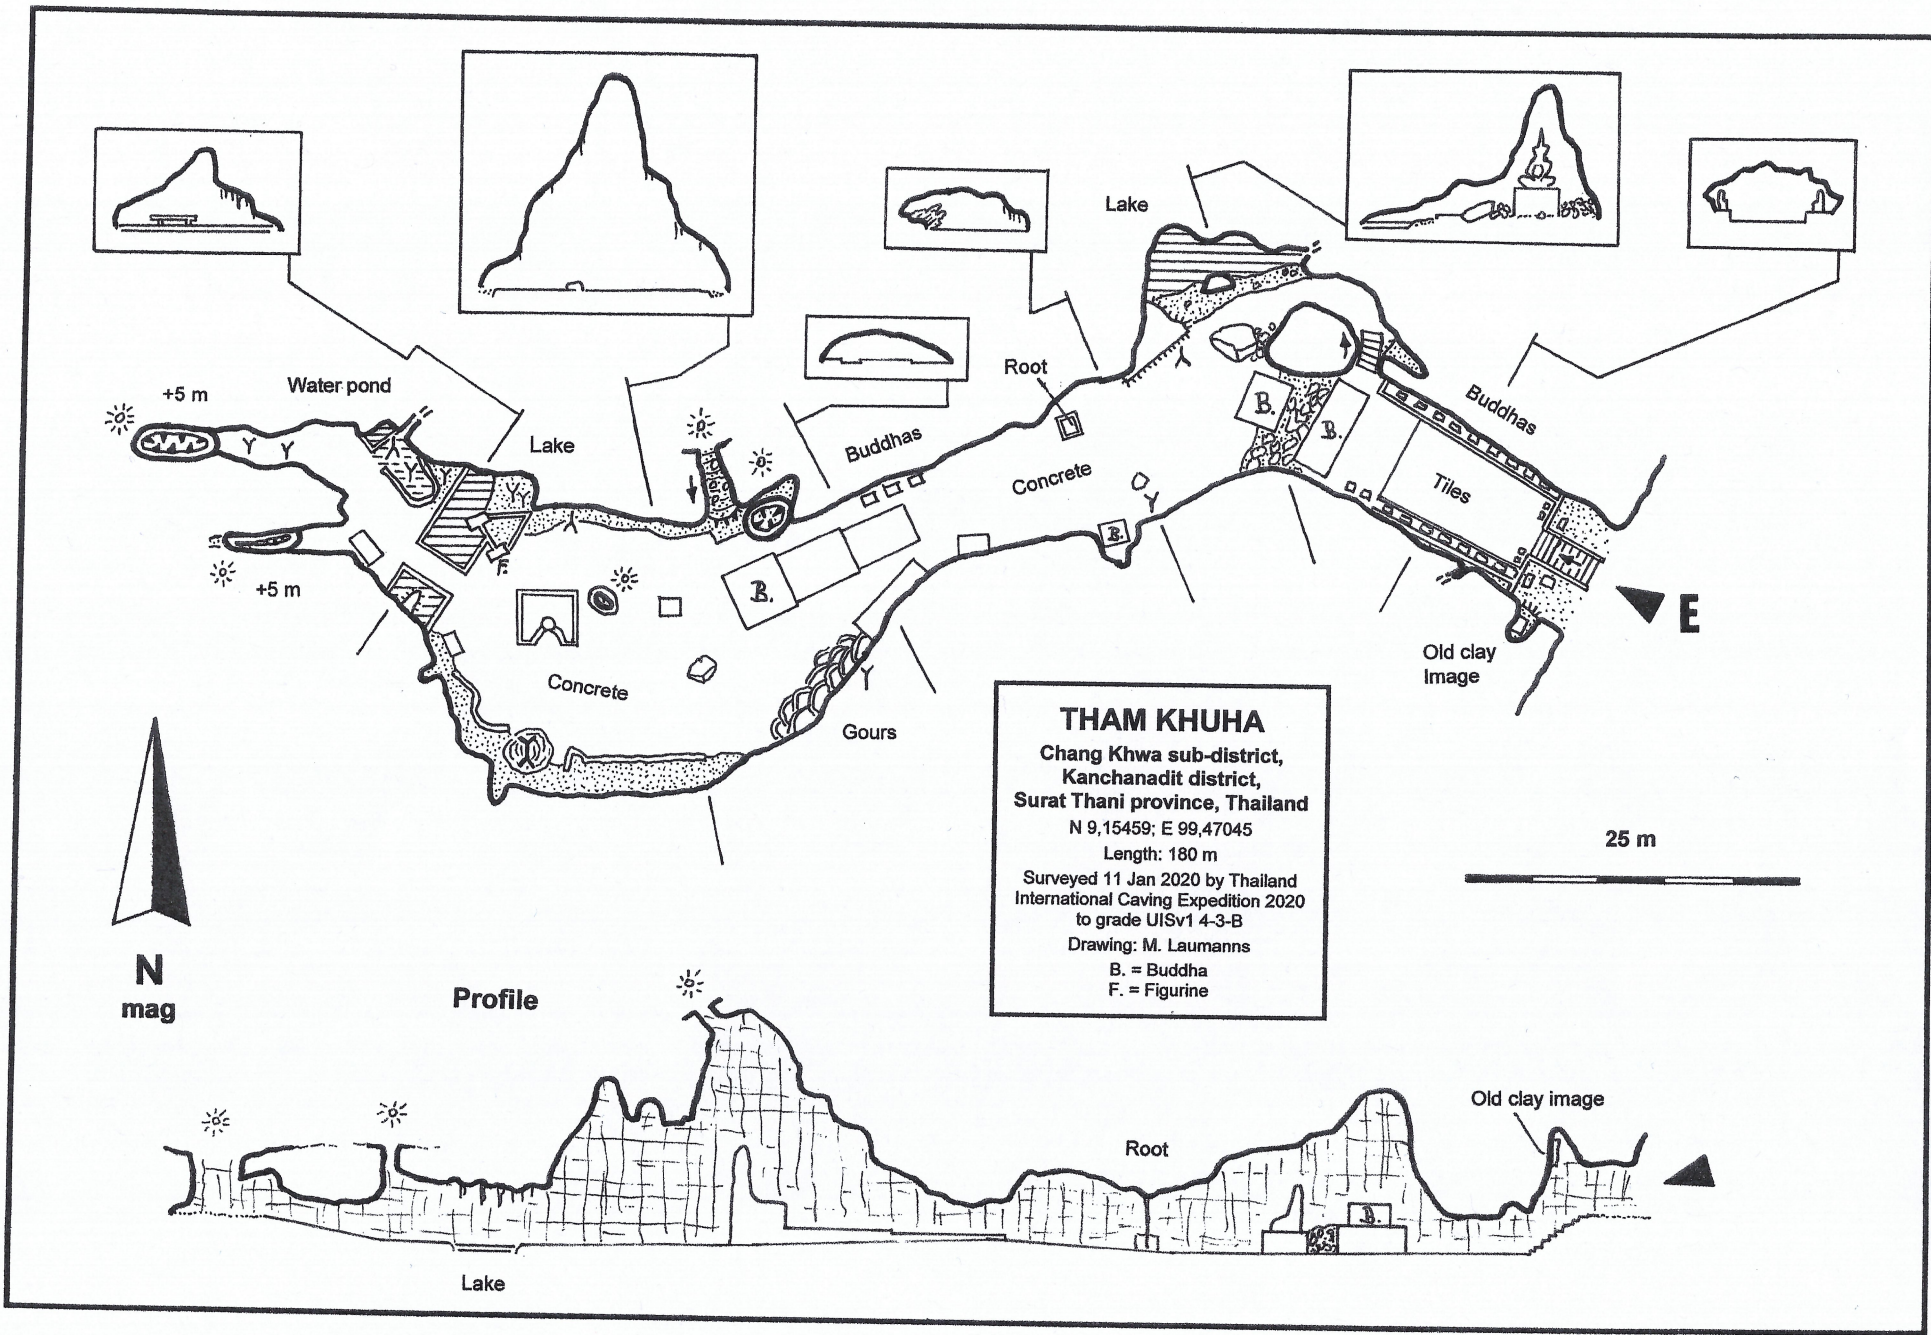 Lake
+5 m
Water pond
Root
Lake
Buddhas
Buddhas
B.
B.
Concrete
Tiles
B.
+5 m
F.
B.
E
Concrete
Old clay
Image
Gours
THAM KHUHA
Chang Khwa sub-district,
Kanchanadit district,
Surat Thani province, Thailand
N 9,15459; E 99,47045
Length: 180 m
Surveyed 11 Jan 2020 by Thailand
International Caving Expedition 2020
to grade UISv1 4-3-B
Drawing: M. Laumanns
B. = Buddha
F. = Figurine
25 m
N
mag
Profile
Old clay image
Root
B.
Lake